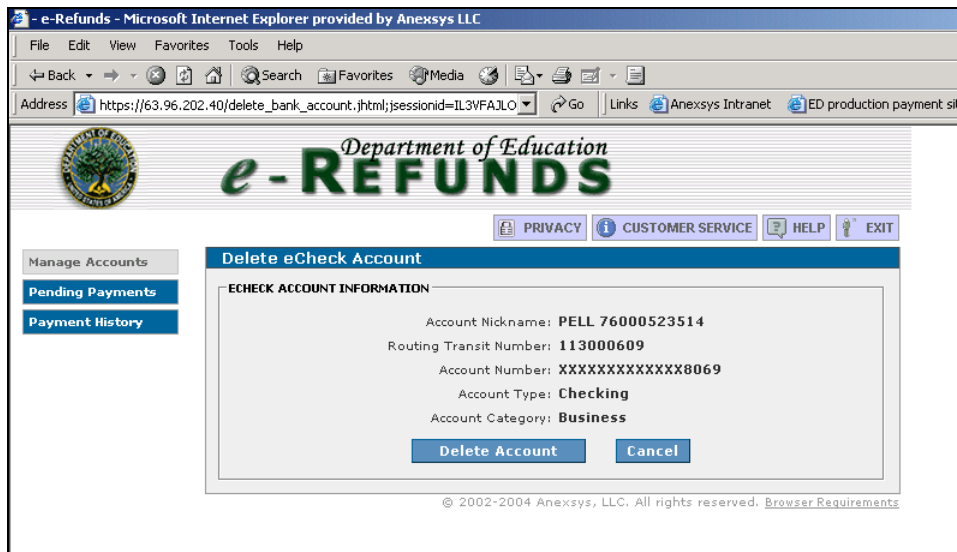 - e-Refunds - Microsoft Internet Explorer provided by Anexsys LLC
File Edit View Favorites Tools Help
Back Search Favorites Media
Address https://63.96.202.40/delete_bank_account.jhtml;jsessionid=IL3VFAJLO Go Links Anexsys Intranet ED production payment si
Department of Education
e-REFUNDS
PRIVACY CUSTOMER SERVICE HELP EXIT
Manage Accounts
Pending Payments
Payment History
Delete eCheck Account
ECHECK ACCOUNT INFORMATION
Account Nickname: PELL 76000523514
Routing Transit Number: 113000609
Account Number: XXXXXXXXXXXXX8069
Account Type: Checking
Account Category: Business
Delete Account Cancel
© 2002-2004 Anexsys, LLC. All rights reserved. Browser Requirements